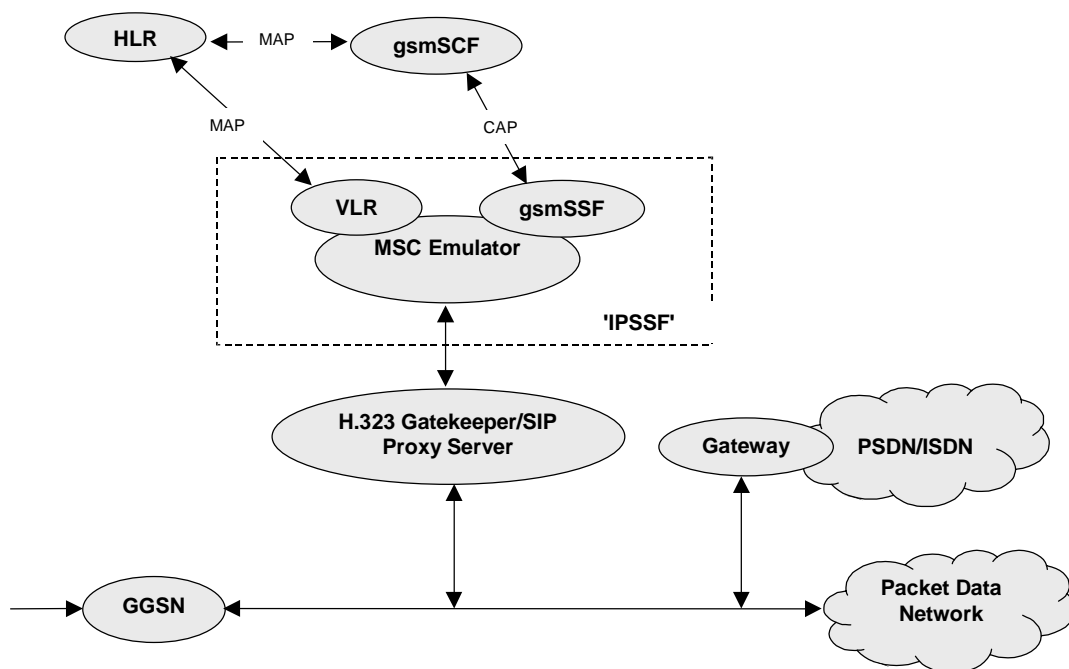 HLR
MAP
gsmSCF
MAP
CAP
VLR
gsmSSF
MSC Emulator
'IPSSF'
H.323 Gatekeeper/SIP
Proxy Server
Gateway
PSDN/ISDN
GGSN
Packet Data
Network